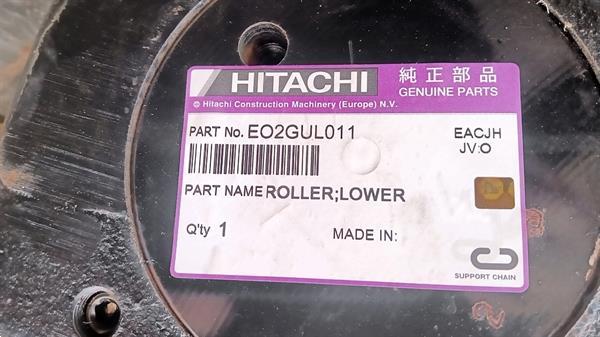 HITACHI
純正部品
GENUINE PARTS
© Hitachi Construction Machinery (Europe) N.V.
PART No. EO2GUL011
EACJH
JV:O
PART NAME ROLLER;LOWER
Q'ty 1
MADE IN:
C
SUPPORT CHAIN